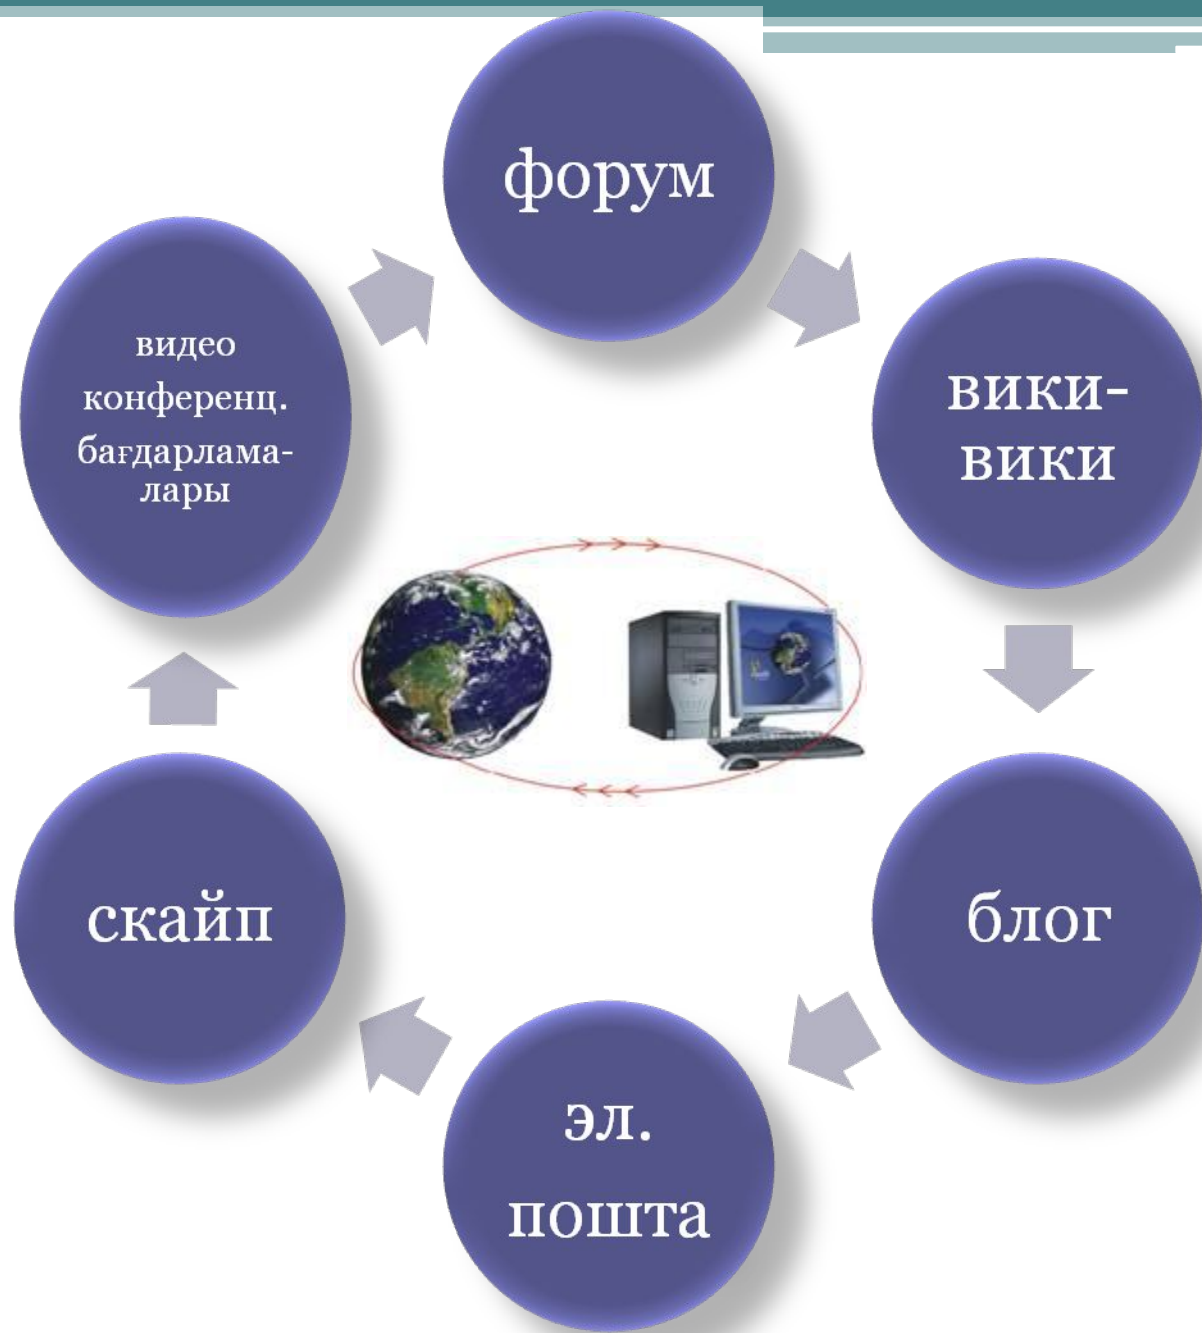 форум
вики-
вики
блог
эл.
пошта
скайп
видео
конференц.
бағдарлама-
лары